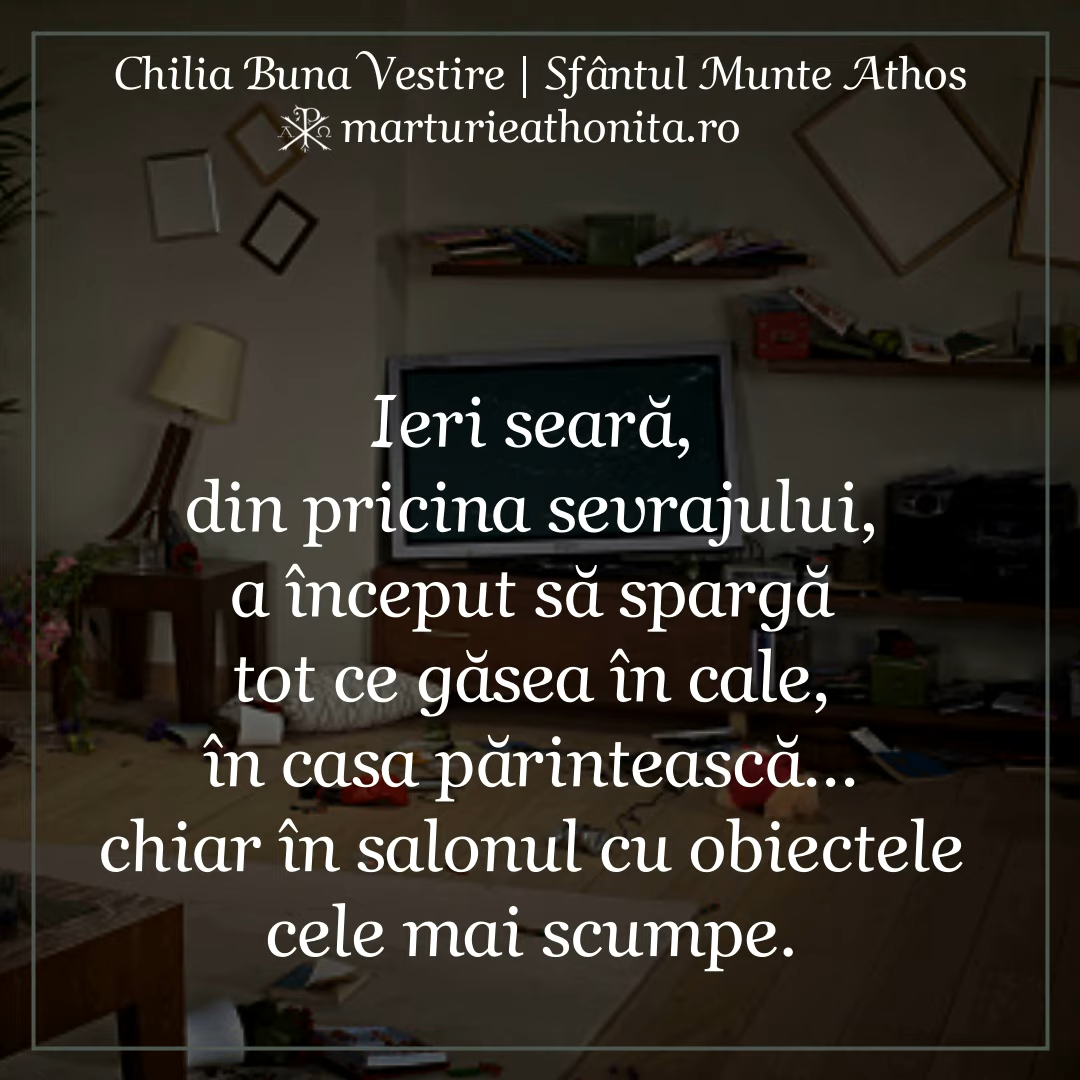 Chilia Buna Vestire | Sfântul Munte Athos
marturieathonita.ro
Ieri seară,
din pricina sevrajului,
a început să spargă
tot ce găsea în cale,
în casa părintească...
chiar în salonul cu obiectele
cele mai scumpe.